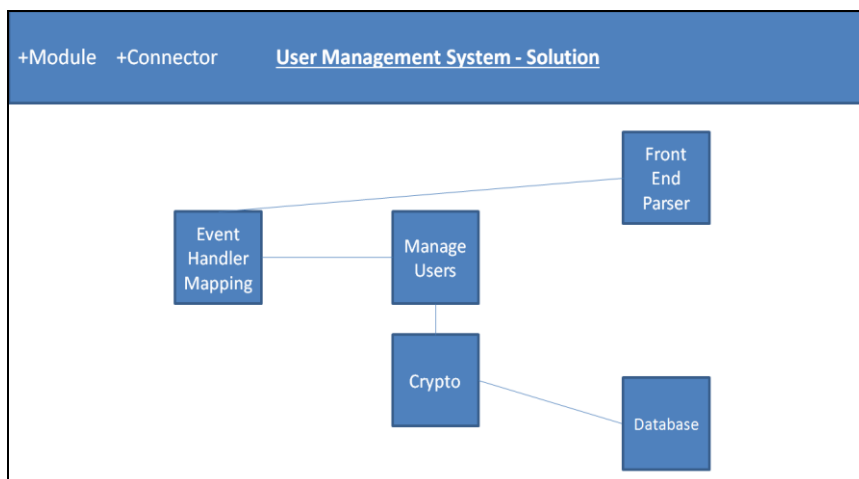 +Module +Connector User Management System - Solution
Front
End
Parser
Event
Handler
Mapping
Manage
Users
Crypto
Database